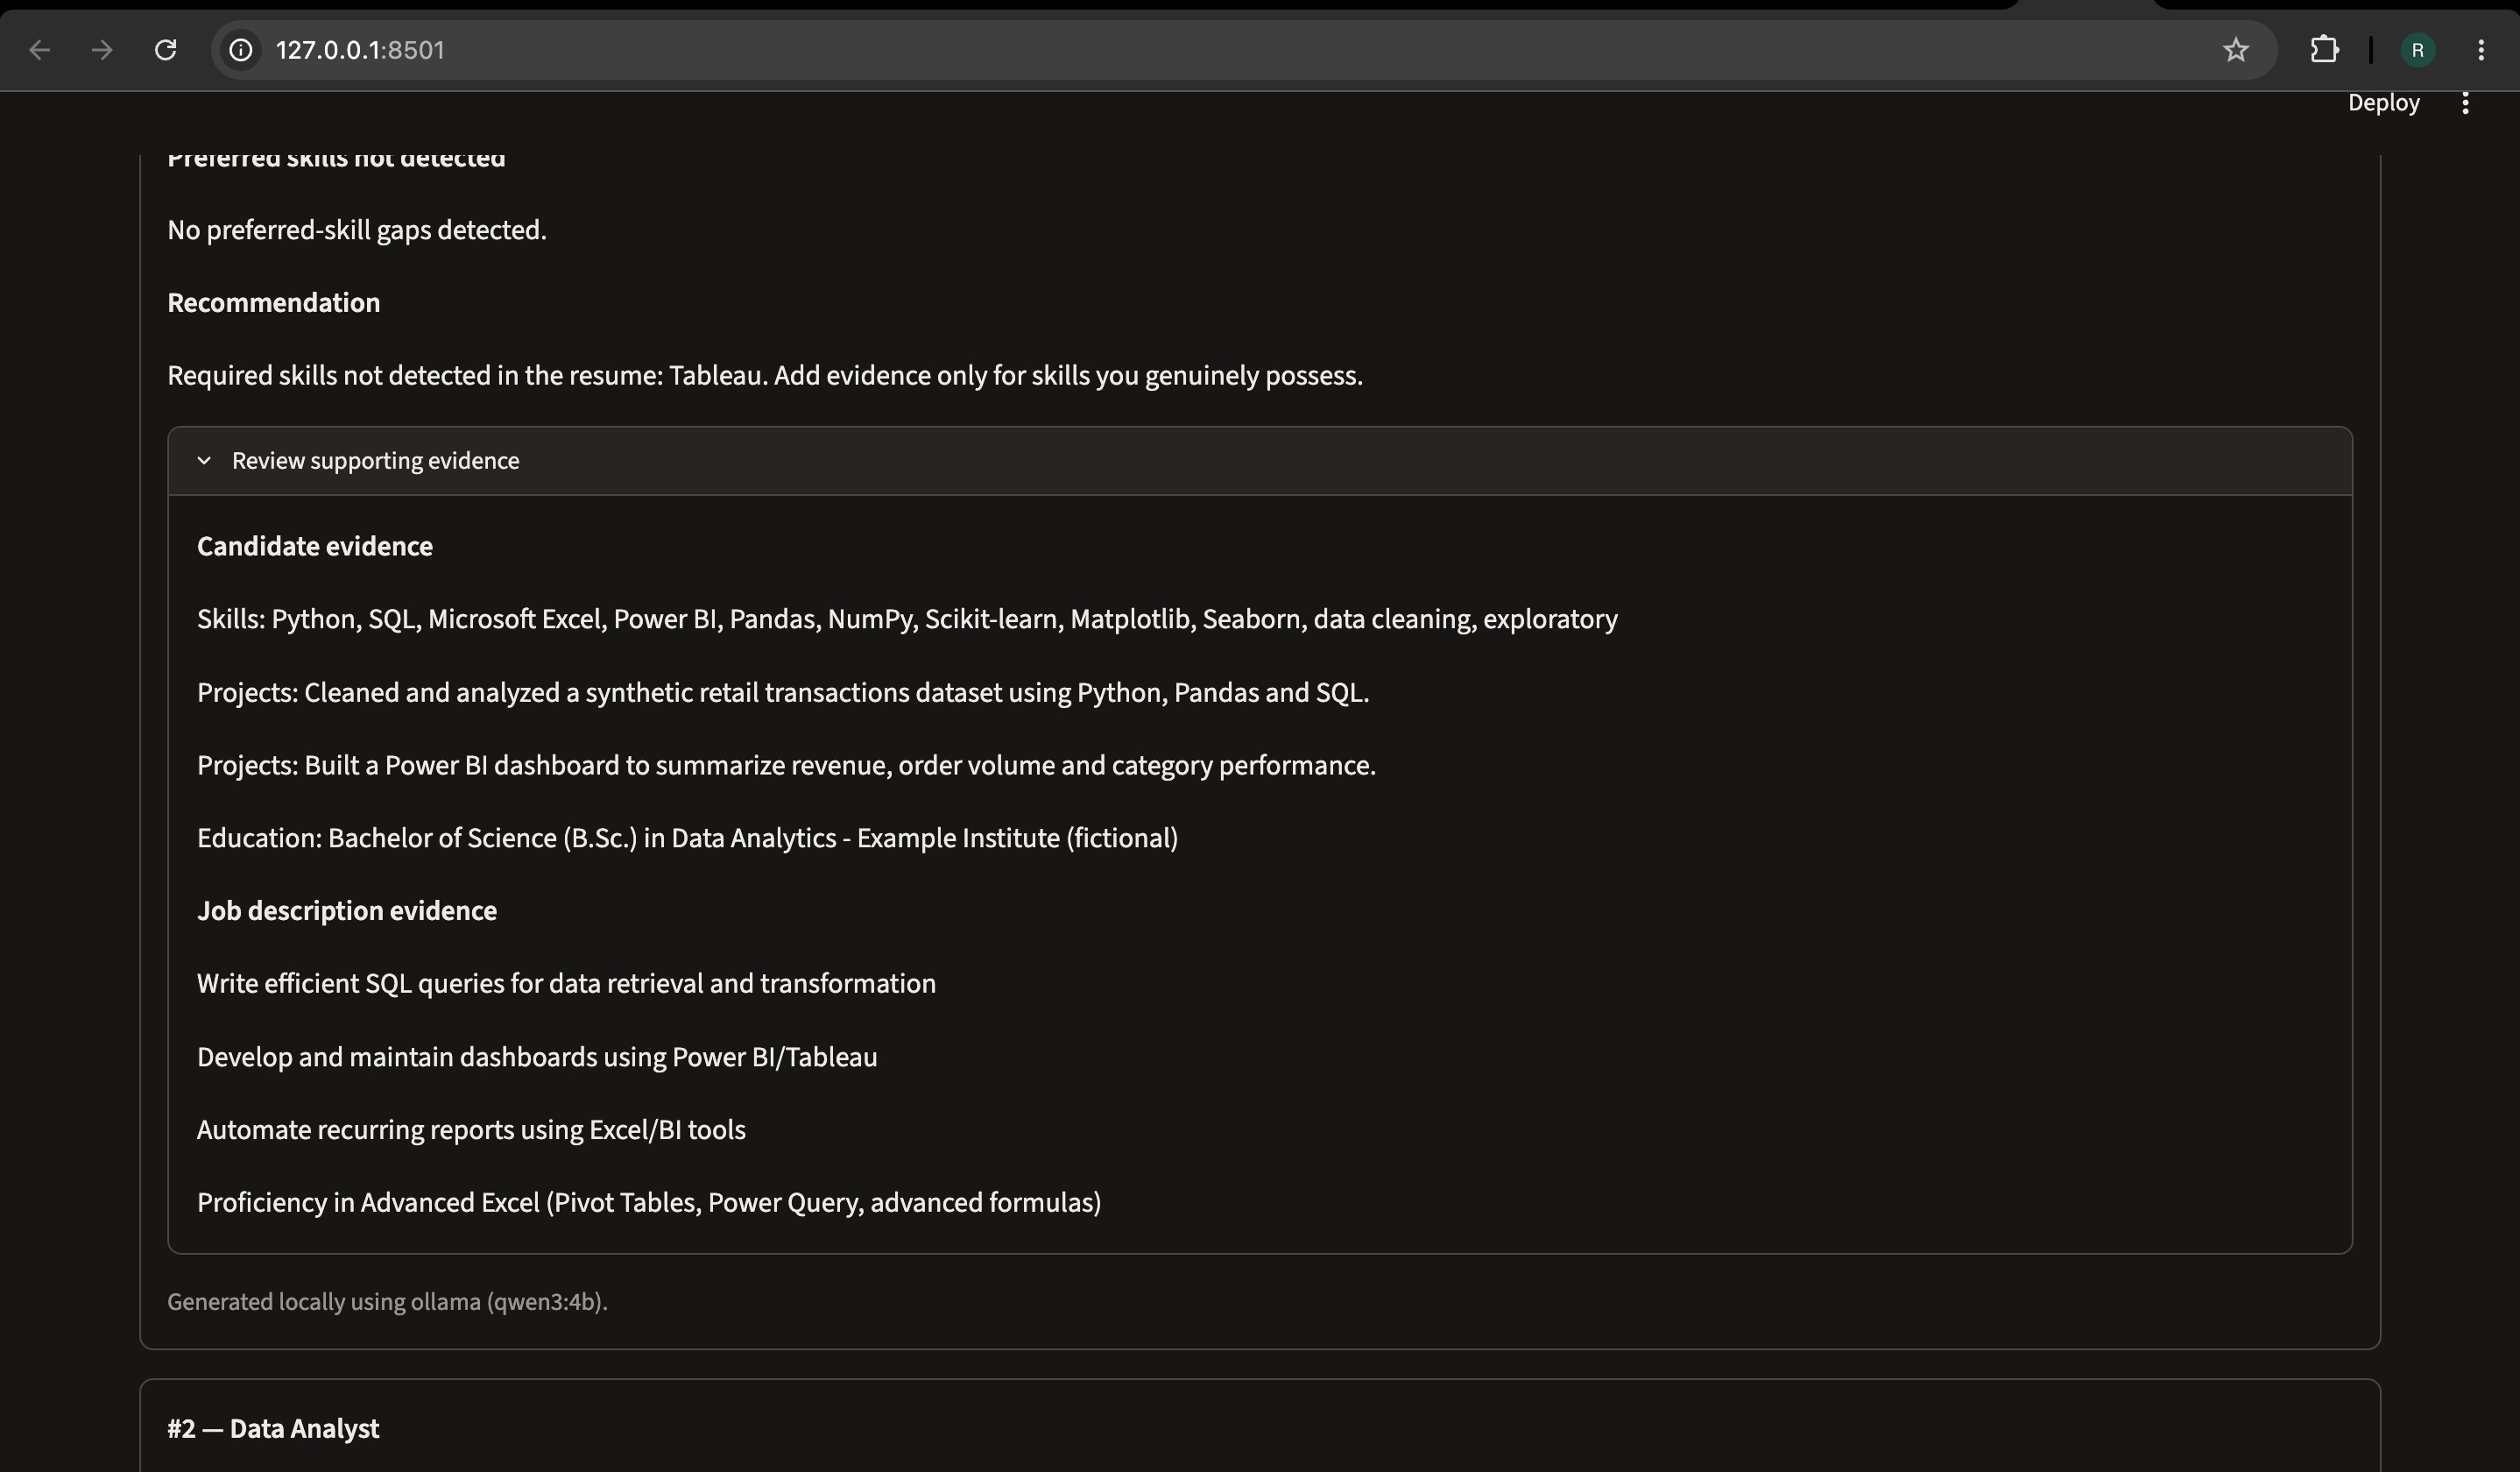 127.0.0.1:8501
R
Deploy
Preferred skills not detected
No preferred-skill gaps detected.
Recommendation
Required skills not detected in the resume: Tableau. Add evidence only for skills you genuinely possess.
Review supporting evidence
Candidate evidence
Skills: Python, SQL, Microsoft Excel, Power BI, Pandas, NumPy, Scikit-learn, Matplotlib, Seaborn, data cleaning, exploratory
Projects: Cleaned and analyzed a synthetic retail transactions dataset using Python, Pandas and SQL.
Projects: Built a Power BI dashboard to summarize revenue, order volume and category performance.
Education: Bachelor of Science (B.Sc.) in Data Analytics - Example Institute (fictional)
Job description evidence
Write efficient SQL queries for data retrieval and transformation
Develop and maintain dashboards using Power BI/Tableau
Automate recurring reports using Excel/BI tools
Proficiency in Advanced Excel (Pivot Tables, Power Query, advanced formulas)
Generated locally using ollama (qwen3:4b).
#2 — Data Analyst